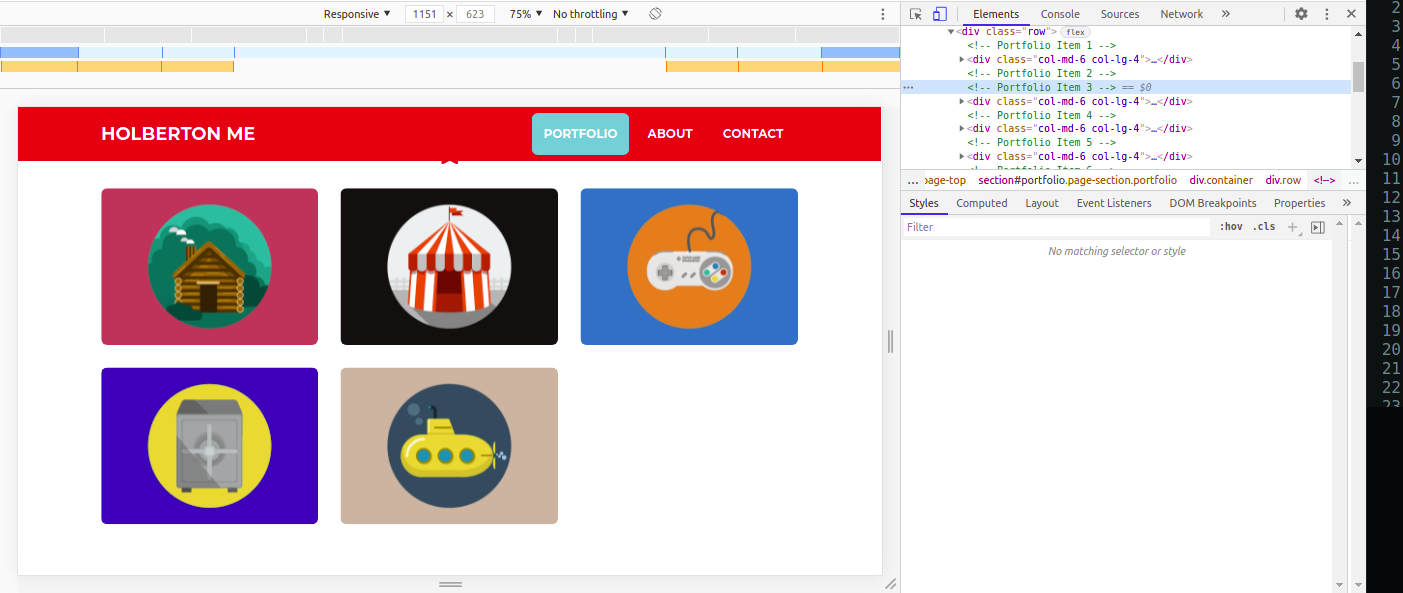 Responsive ▼ 1151 × 623 75% ▼ No throttling ▼
Elements Console Sources Network »
HOLBERTON ME PORTFOLIO ABOUT CONTACT
▼<div class="row"> flex
<!-- Portfolio Item 1 -->
▶<div class="col-md-6 col-lg-4">…</div>
<!-- Portfolio Item 2 -->
<!-- Portfolio Item 3 --> == $0
▶<div class="col-md-6 col-lg-4">…</div>
<!-- Portfolio Item 4 -->
▶<div class="col-md-6 col-lg-4">…</div>
<!-- Portfolio Item 5 -->
▶<div class="col-md-6 col-lg-4">…</div>
… page-top section#portfolio.page-section.portfolio div.container div.row <!--> …
Styles Computed Layout Event Listeners DOM Breakpoints Properties »
Filter :hov .cls +
No matching selector or style
2
3
4
5
6
7
8
9
10
11
12
13
14
15
16
17
18
19
20
21
22
23